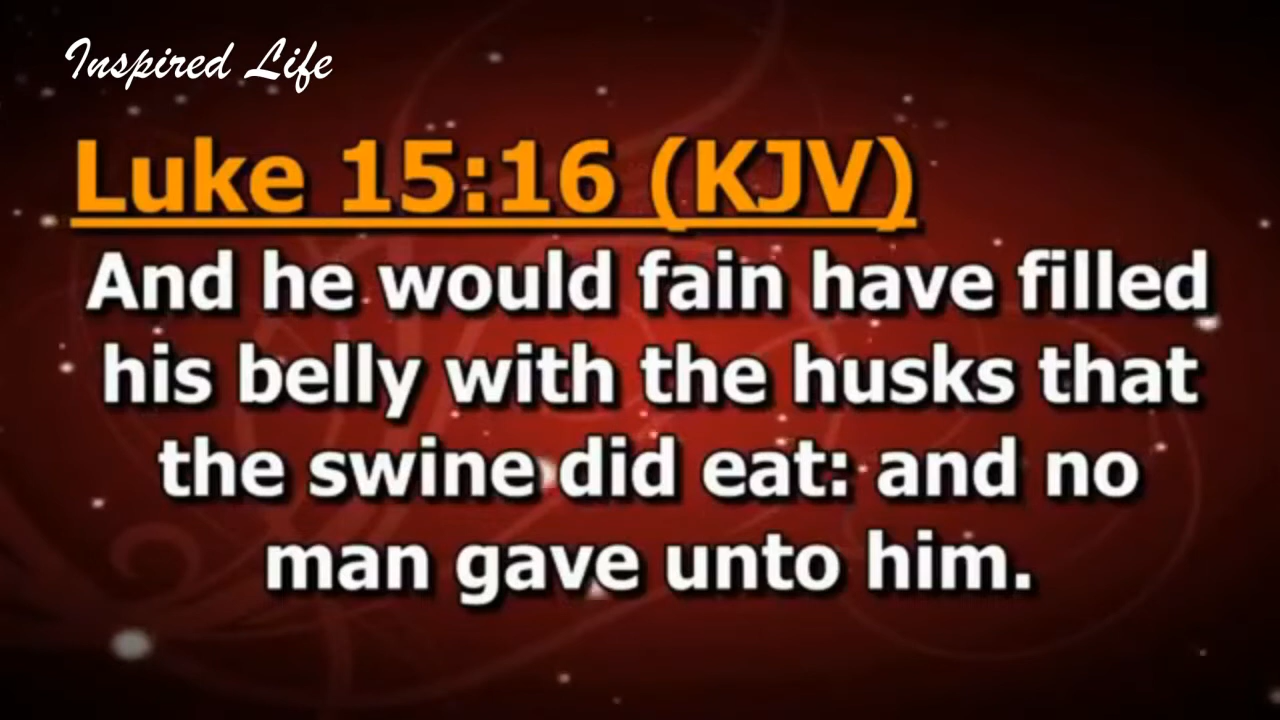 Inspired Life
Luke 15:16 (KJV)
And he would fain have filled
his belly with the husks that
the swine did eat: and no
man gave unto him.